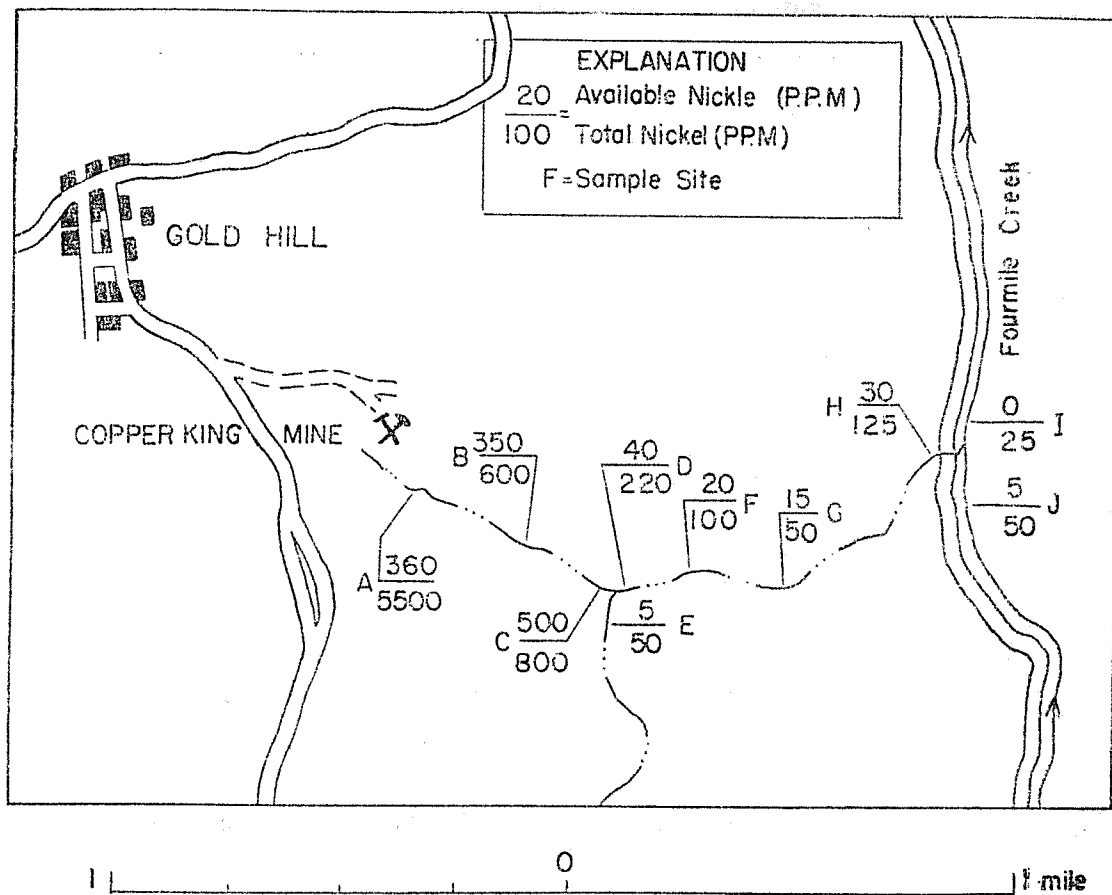 EXPLANATION
20 = Available Nickle (P.P.M)
100 Total Nickel (PP.M)
F=Sample Site
GOLD HILL
Fourmile Creek
COPPER KING MINE
A 360
5500
B 350
600
C 500
800
40 D
220
5 E
50
20 F
100
15 G
50
H 30
125
0 I
25
5 J
50
1 0 1 mile